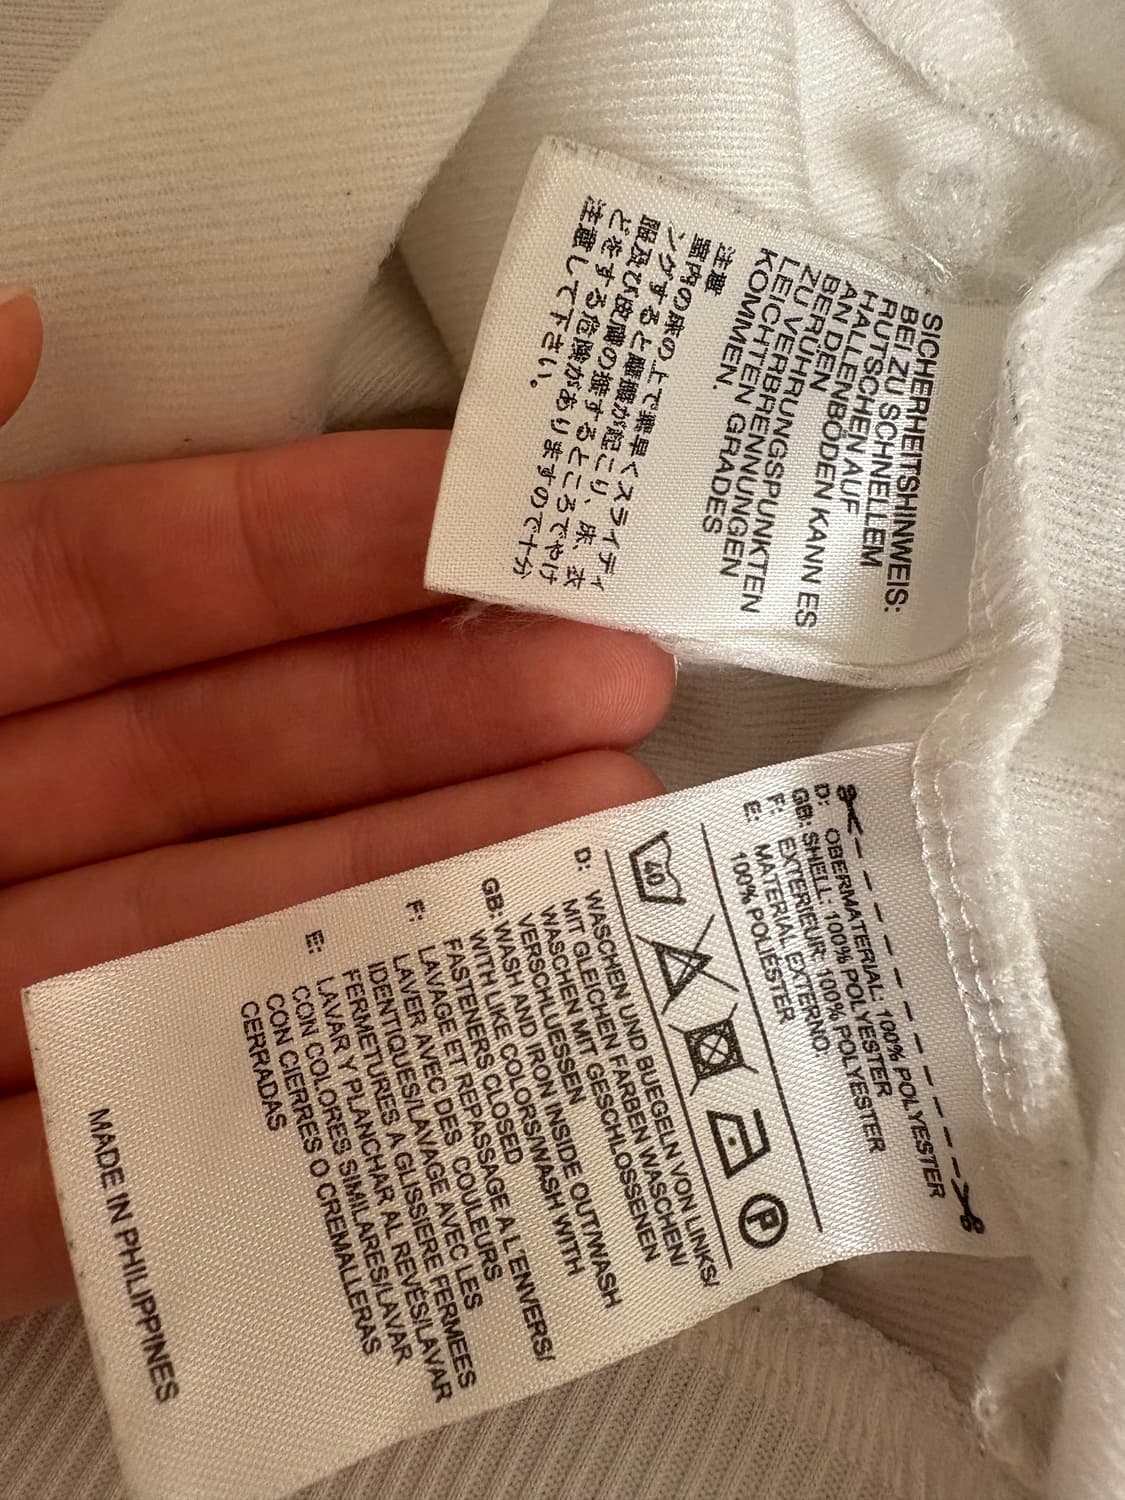 SICHERHEITSHINWEIS:
BEI ZU SCHNELLEM
RUTSCHEN AUF
HALLENBÖDEN KANN ES
AN DEN
BERÜHRUNGSPUNKTEN
ZU VERBRENNUNGEN
LEICHTEN GRADES
KOMMEN.
注意
室内の床の上で素早くスライディ
ングすると摩擦が起こり、床、衣
服及び皮膚の接するところでやけ
どをする危険がありますので十分
注意して下さい。
D: OBERMATERIAL: 100% POLYESTER
GB: SHELL: 100% POLYESTER
F: EXTERIEUR: 100% POLYESTER
E: MATERIAL EXTERNO:
100% POLIESTER
40
P
D: WASCHEN UND BUEGELN VON LINKS/
MIT GLEICHEN FARBEN WASCHEN/
WASCHEN MIT GESCHLOSSENEN
VERSCHLUESSEN
GB: WASH AND IRON INSIDE OUT/WASH
WITH LIKE COLORS/WASH WITH
FASTENERS CLOSED
F: LAVAGE ET REPASSAGE A L'ENVERS/
LAVER AVEC DES COULEURS
IDENTIQUES/LAVAGE AVEC LES
FERMETURES A GLISSIERE FERMEES
E: LAVAR Y PLANCHAR AL REVÉS/LAVAR
CON COLORES SIMILARES/LAVAR
CON CIERRES O CREMALLERAS
CERRADAS
MADE IN PHILIPPINES